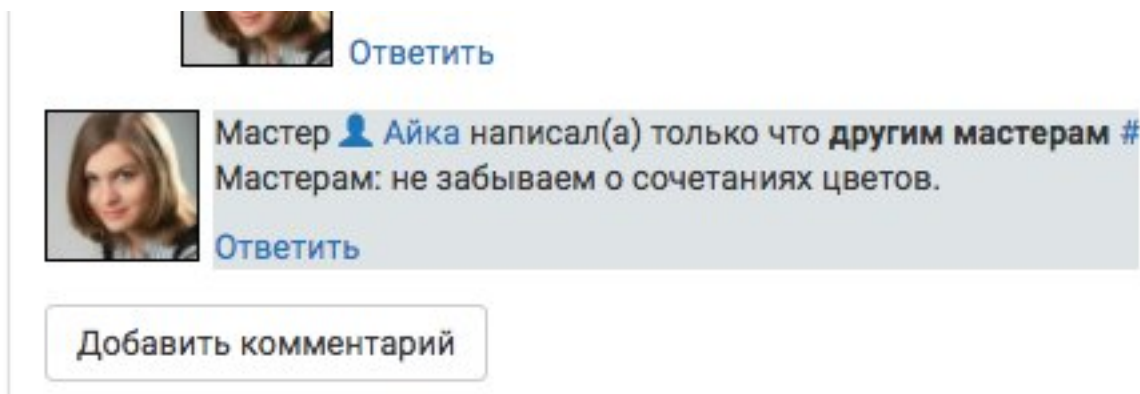 Ответить
Мастер Айка написал(а) только что другим мастерам #
Мастерам: не забываем о сочетаниях цветов.
Ответить
Добавить комментарий